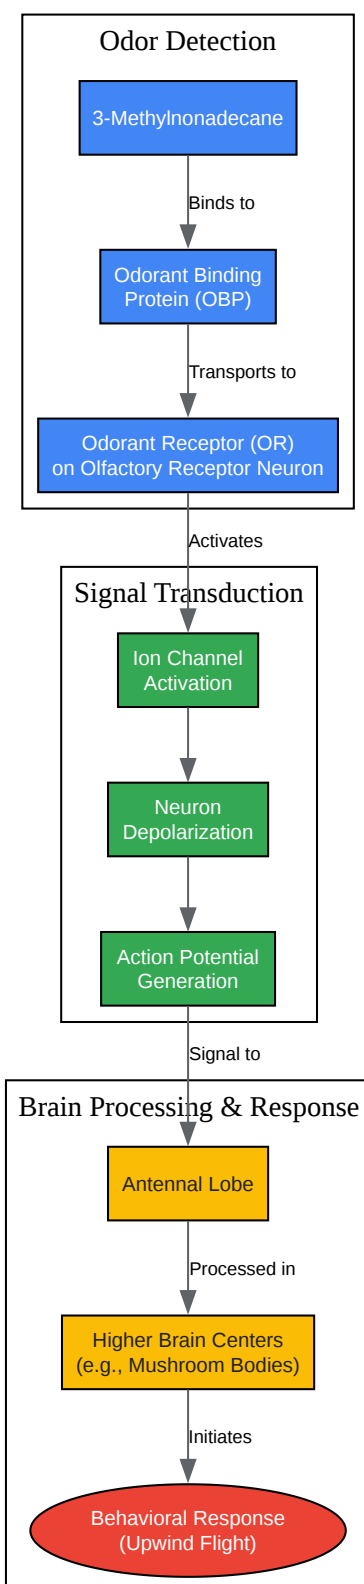 Odor Detection
3-Methylnonadecane
Binds to
Odorant Binding
Protein (OBP)
Transports to
Odorant Receptor (OR)
on Olfactory Receptor Neuron
Activates
Signal Transduction
Ion Channel
Activation
Neuron
Depolarization
Action Potential
Generation
Signal to
Brain Processing & Response
Antennal Lobe
Processed in
Higher Brain Centers
(e.g., Mushroom Bodies)
Initiates
Behavioral Response
(Upwind Flight)